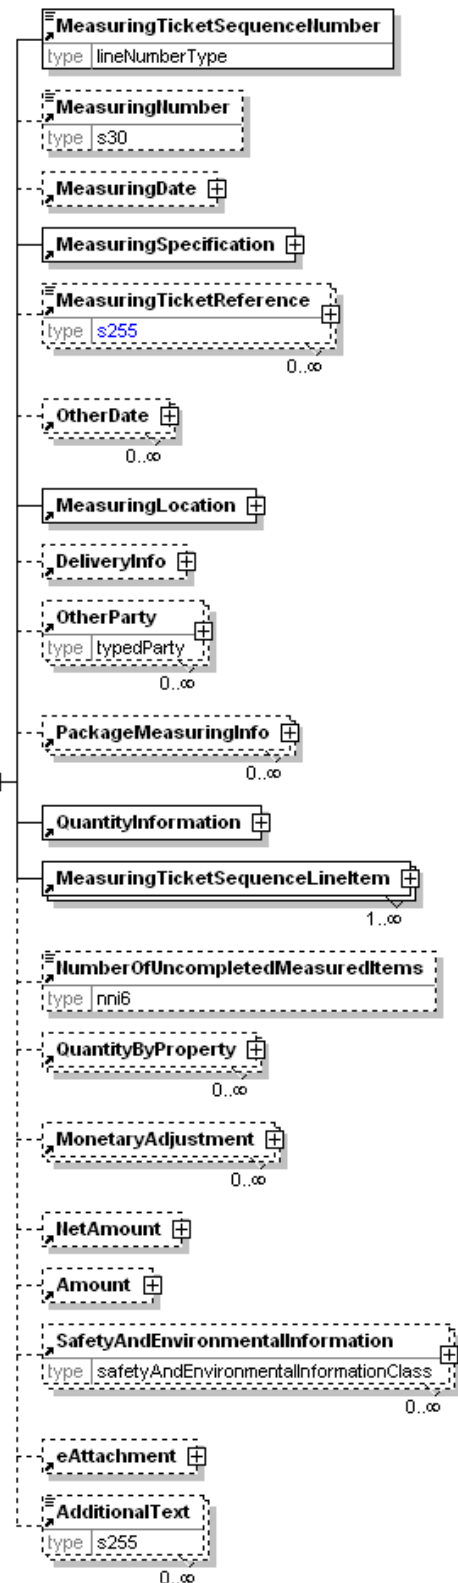 MeasuringTicketSequenceNumber
type lineNumberType
MeasuringNumber
type s30
MeasuringDate
MeasuringSpecification
MeasuringTicketReference
type s255
0..∞
OtherDate
0..∞
MeasuringLocation
DeliveryInfo
OtherParty
type typedParty
0..∞
PackageMeasuringInfo
0..∞
QuantityInformation
MeasuringTicketSequenceLineItem
1..∞
NumberOfUncompletedMeasuredItems
type nni6
QuantityByProperty
0..∞
MonetaryAdjustment
0..∞
NetAmount
Amount
SafetyAndEnvironmentalInformation
type safetyAndEnvironmentalInformationClass
0..∞
eAttachment
AdditionalText
type s255
0..∞